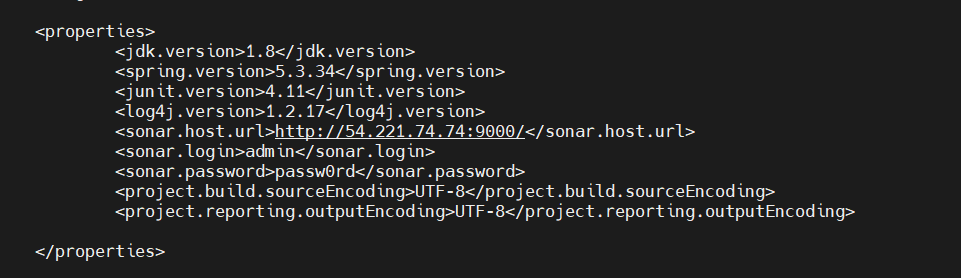 <properties>
<jdk.version>1.8</jdk.version>
<spring.version>5.3.34</spring.version>
<junit.version>4.11</junit.version>
<log4j.version>1.2.17</log4j.version>
<sonar.host.url>http://54.221.74.74:9000/</sonar.host.url>
<sonar.login>admin</sonar.login>
<sonar.password>passw0rd</sonar.password>
<project.build.sourceEncoding>UTF-8</project.build.sourceEncoding>
<project.reporting.outputEncoding>UTF-8</project.reporting.outputEncoding>
</properties>